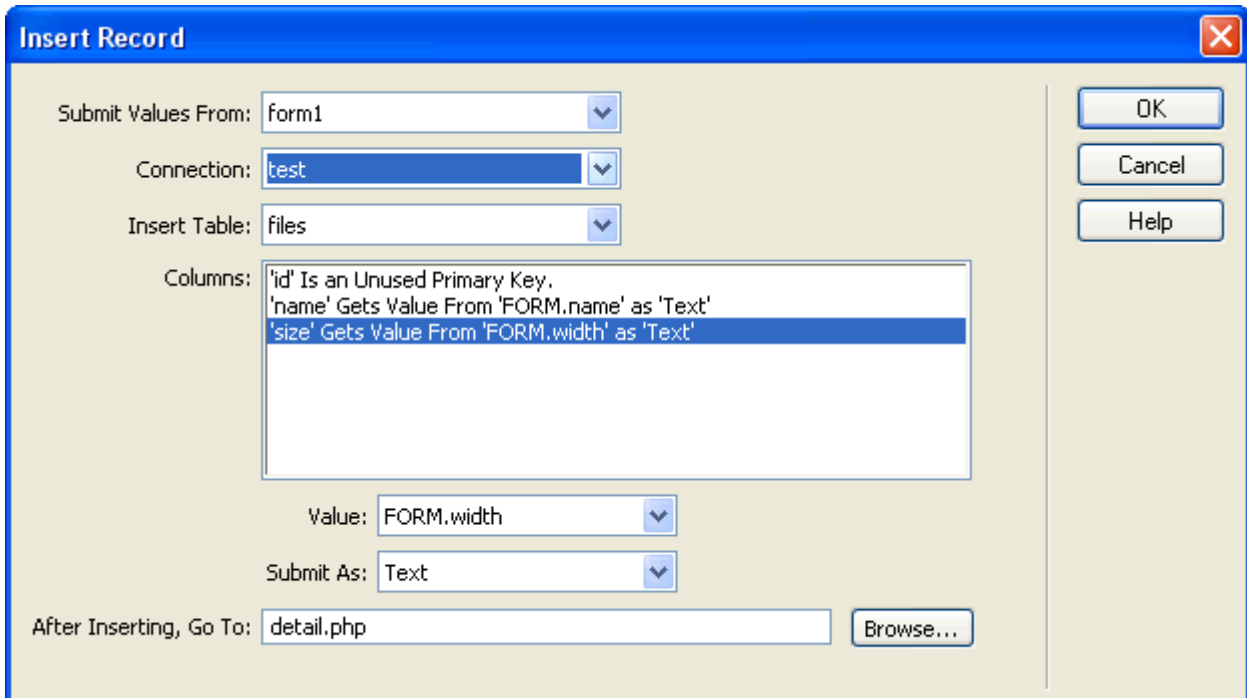 Insert Record
Submit Values From: form1
OK
Connection: test
Cancel
Insert Table: files
Help
Columns: 'id' Is an Unused Primary Key.
'name' Gets Value From 'FORM.name' as 'Text'
'size' Gets Value From 'FORM.width' as 'Text'
Value: FORM.width
Submit As: Text
After Inserting, Go To: detail.php Browse...